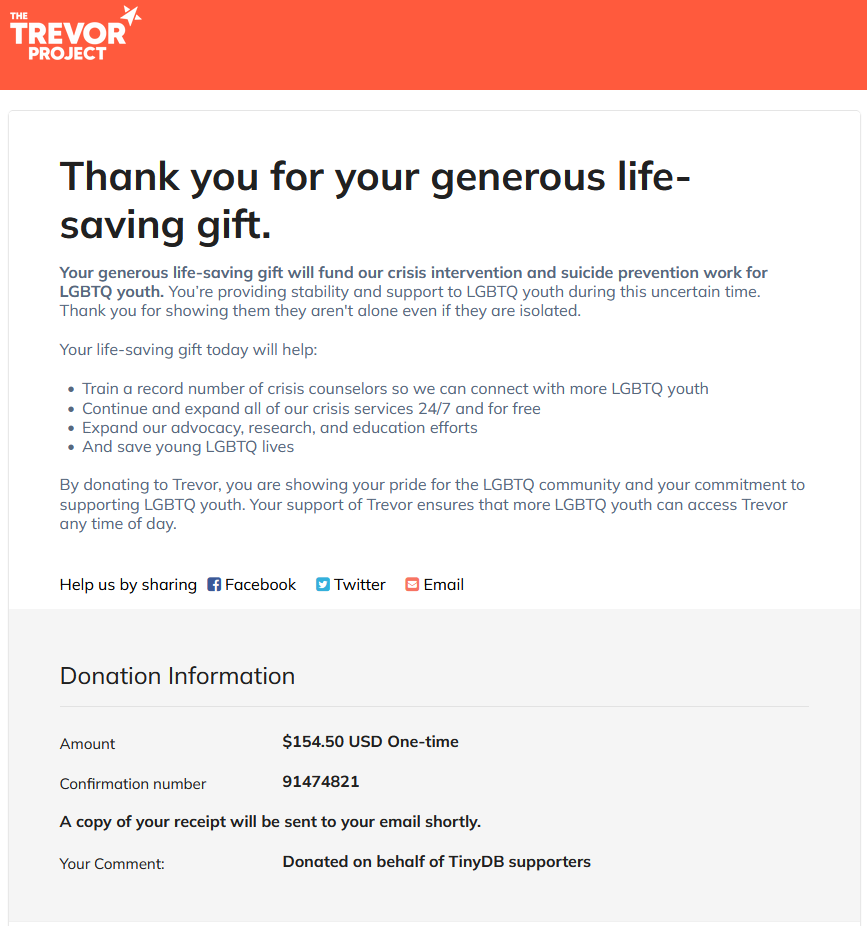 THE
TREVOR
PROJECT
Thank you for your generous life-
saving gift.
Your generous life-saving gift will fund our crisis intervention and suicide prevention work for
LGBTQ youth. You’re providing stability and support to LGBTQ youth during this uncertain time.
Thank you for showing them they aren't alone even if they are isolated.
Your life-saving gift today will help:
• Train a record number of crisis counselors so we can connect with more LGBTQ youth
• Continue and expand all of our crisis services 24/7 and for free
• Expand our advocacy, research, and education efforts
• And save young LGBTQ lives
By donating to Trevor, you are showing your pride for the LGBTQ community and your commitment to
supporting LGBTQ youth. Your support of Trevor ensures that more LGBTQ youth can access Trevor
any time of day.
Help us by sharing Facebook Twitter Email
Donation Information
Amount $154.50 USD One-time
Confirmation number 91474821
A copy of your receipt will be sent to your email shortly.
Your Comment: Donated on behalf of TinyDB supporters